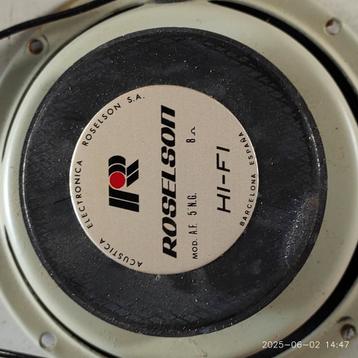 ACUSTICA ELECTRONICA ROSELSON S.A.
R
ROSELSON
MOD. A.F. 5 N.G. 8 Ω
HI-FI
BARCELONA ESPAÑA
2025-06-02 14:47